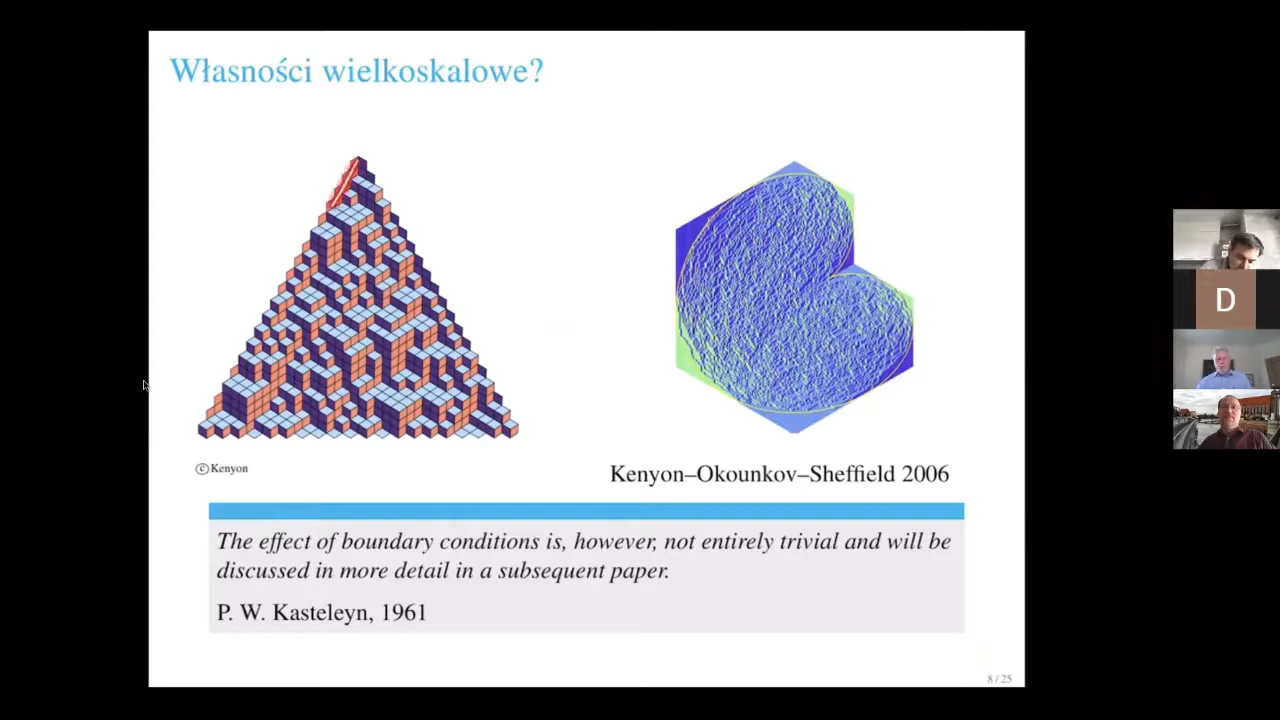 Własności wielkoskalowe?
©Kenyon
Kenyon–Okounkov–Sheffield 2006
The effect of boundary conditions is, however, not entirely trivial and will be
discussed in more detail in a subsequent paper.
P. W. Kasteleyn, 1961
8 / 25
D